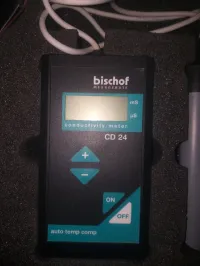 bischof
mS
µS
conductivity meter
CD 24
+
−
ON
OFF
auto temp comp